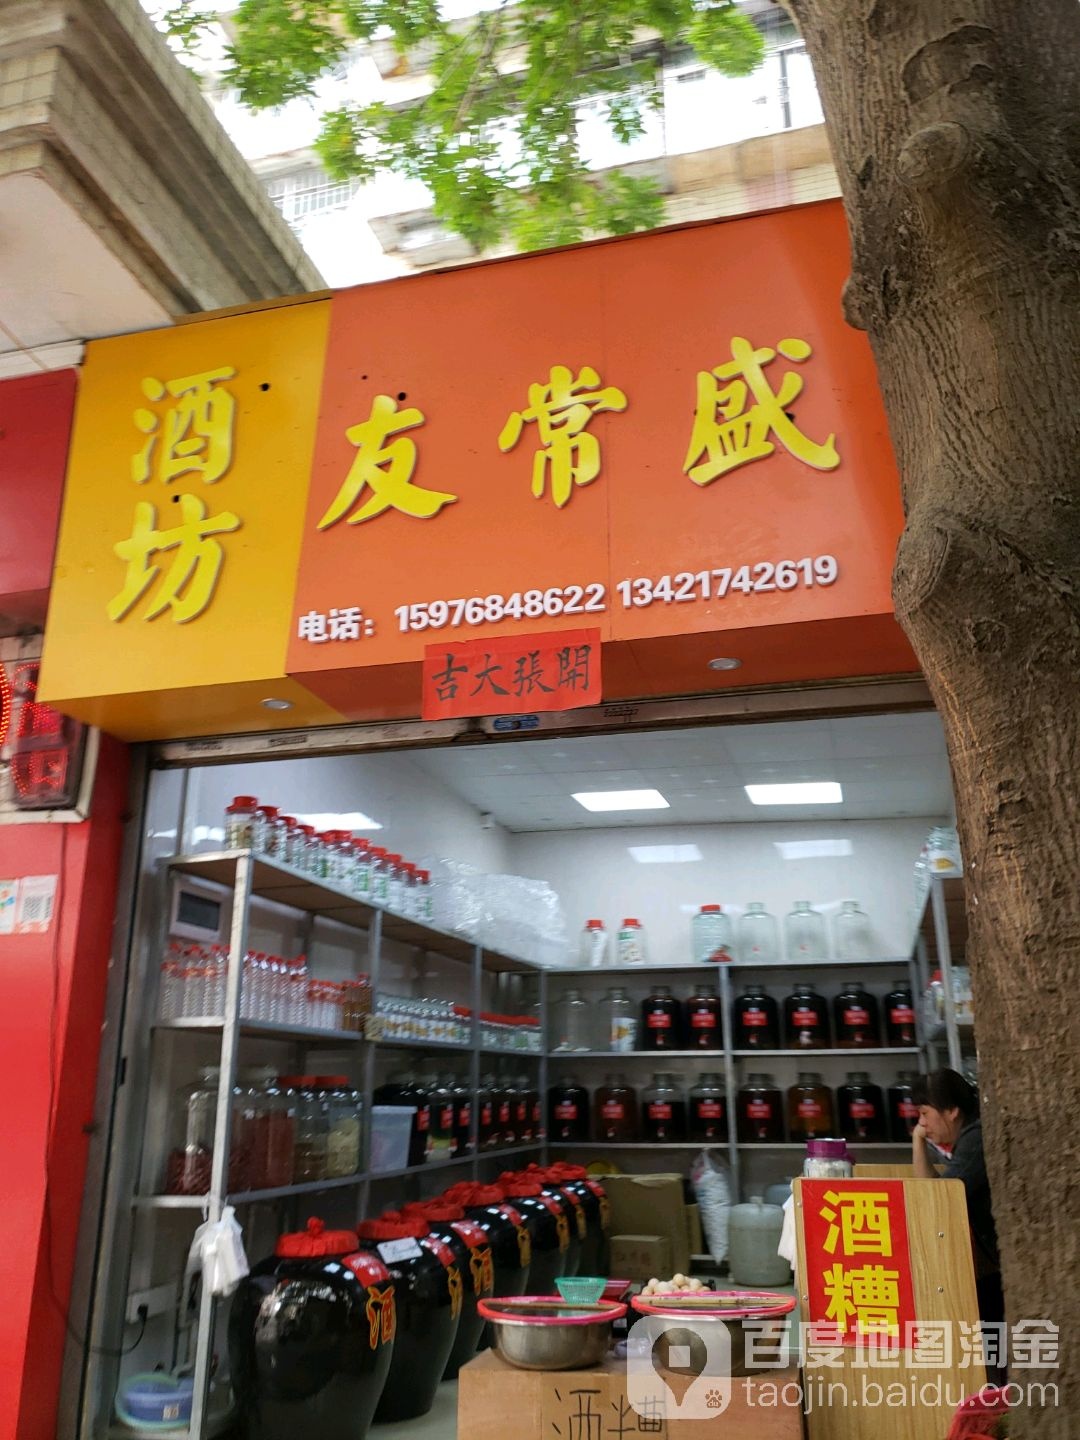 酒坊
友常盛
电话：15976848622 13421742619
吉大張開
酒
酒糟
酒糟
百度地图淘金
taojin.baidu.com